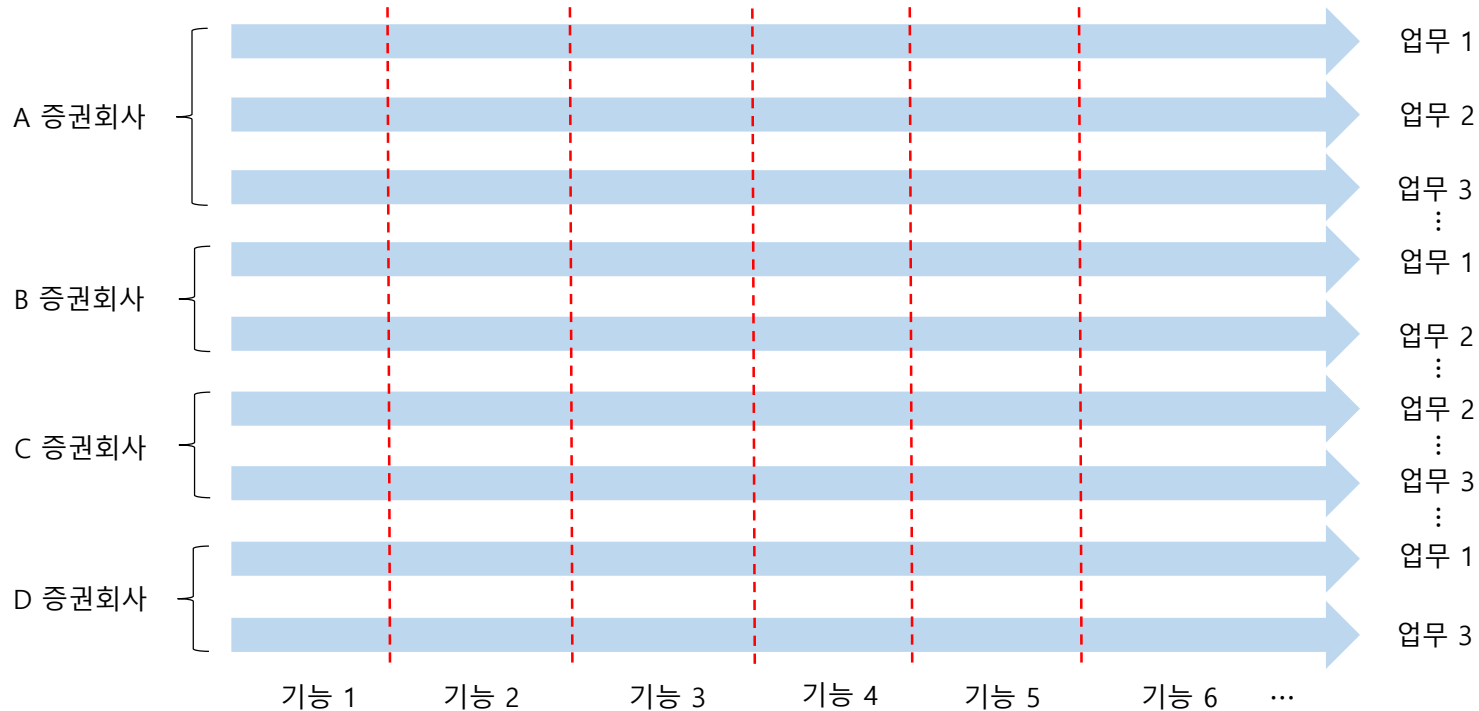 A 증권회사
업무 1
업무 2
업무 3
⋮
B 증권회사
업무 1
업무 2
⋮
C 증권회사
업무 2
⋮
업무 3
⋮
D 증권회사
업무 1
업무 3
기능 1 기능 2 기능 3 기능 4 기능 5 기능 6 …